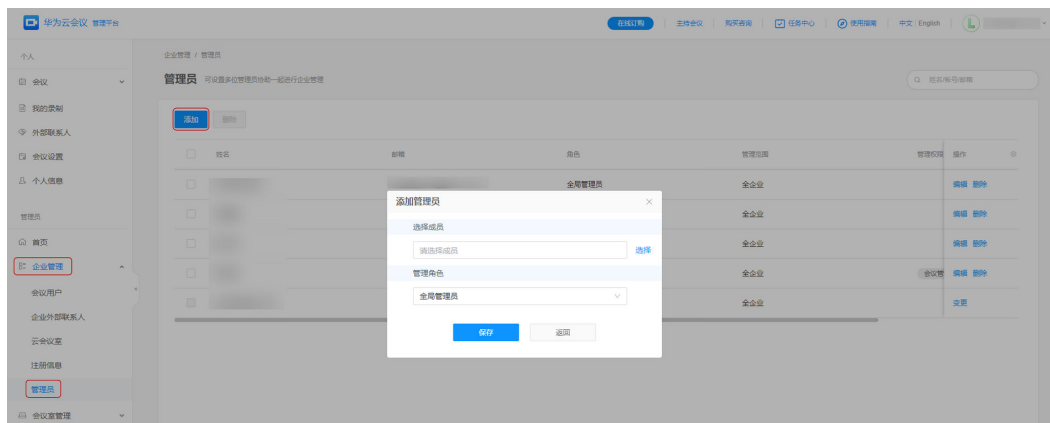 华为云会议 管理平台
在线订购 主持会议 购买咨询 任务中心 使用指南 中文 | English
个人
会议
我的录制
外部联系人
会议设置
个人信息
管理员
首页
企业管理
会议用户
企业外部联系人
云会议室
注册信息
管理员
会议室管理
企业管理 / 管理员
管理员 可设置多位管理员协助一起进行企业管理
姓名/帐号/邮箱
添加 删除
姓名 邮箱 角色 管理范围 管理权限 操作
全局管理员 全企业 编辑 删除
全企业 编辑 删除
全企业 编辑 删除
全企业 会议管 编辑 删除
全企业 变更
添加管理员
选择成员
请选择成员 选择
管理角色
全局管理员
保存 返回